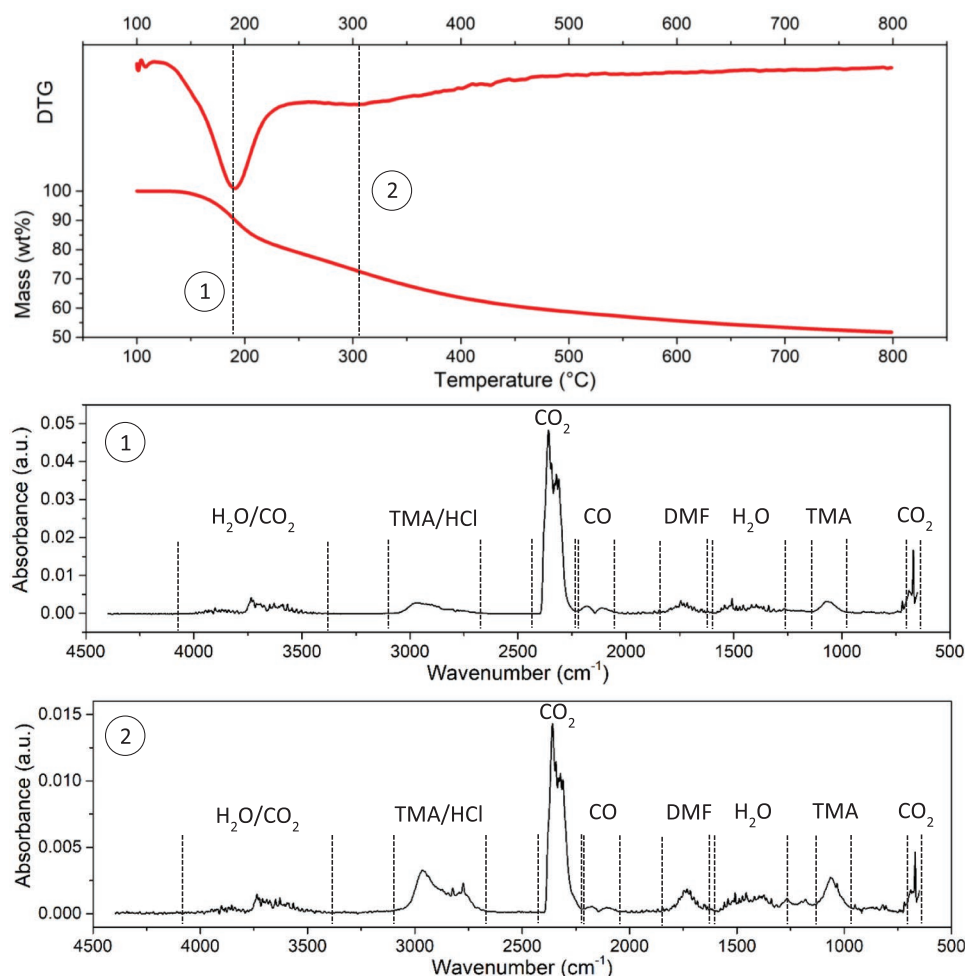 100 200 300 400 500 600 700 800
DTG
2
100
90
80
70
60
50
Mass (wt%)
1
100 200 300 400 500 600 700 800
Temperature (°C)
1
CO₂
0.05
0.04
0.03
0.02
0.01
0.00
Absorbance (a.u.)
H₂O/CO₂ TMA/HCl CO DMF H₂O TMA CO₂
4500 4000 3500 3000 2500 2000 1500 1000 500
Wavenumber (cm⁻¹)
2
CO₂
0.015
0.010
0.005
0.000
Absorbance (a.u.)
H₂O/CO₂ TMA/HCl CO DMF H₂O TMA CO₂
4500 4000 3500 3000 2500 2000 1500 1000 500
Wavenumber (cm⁻¹)